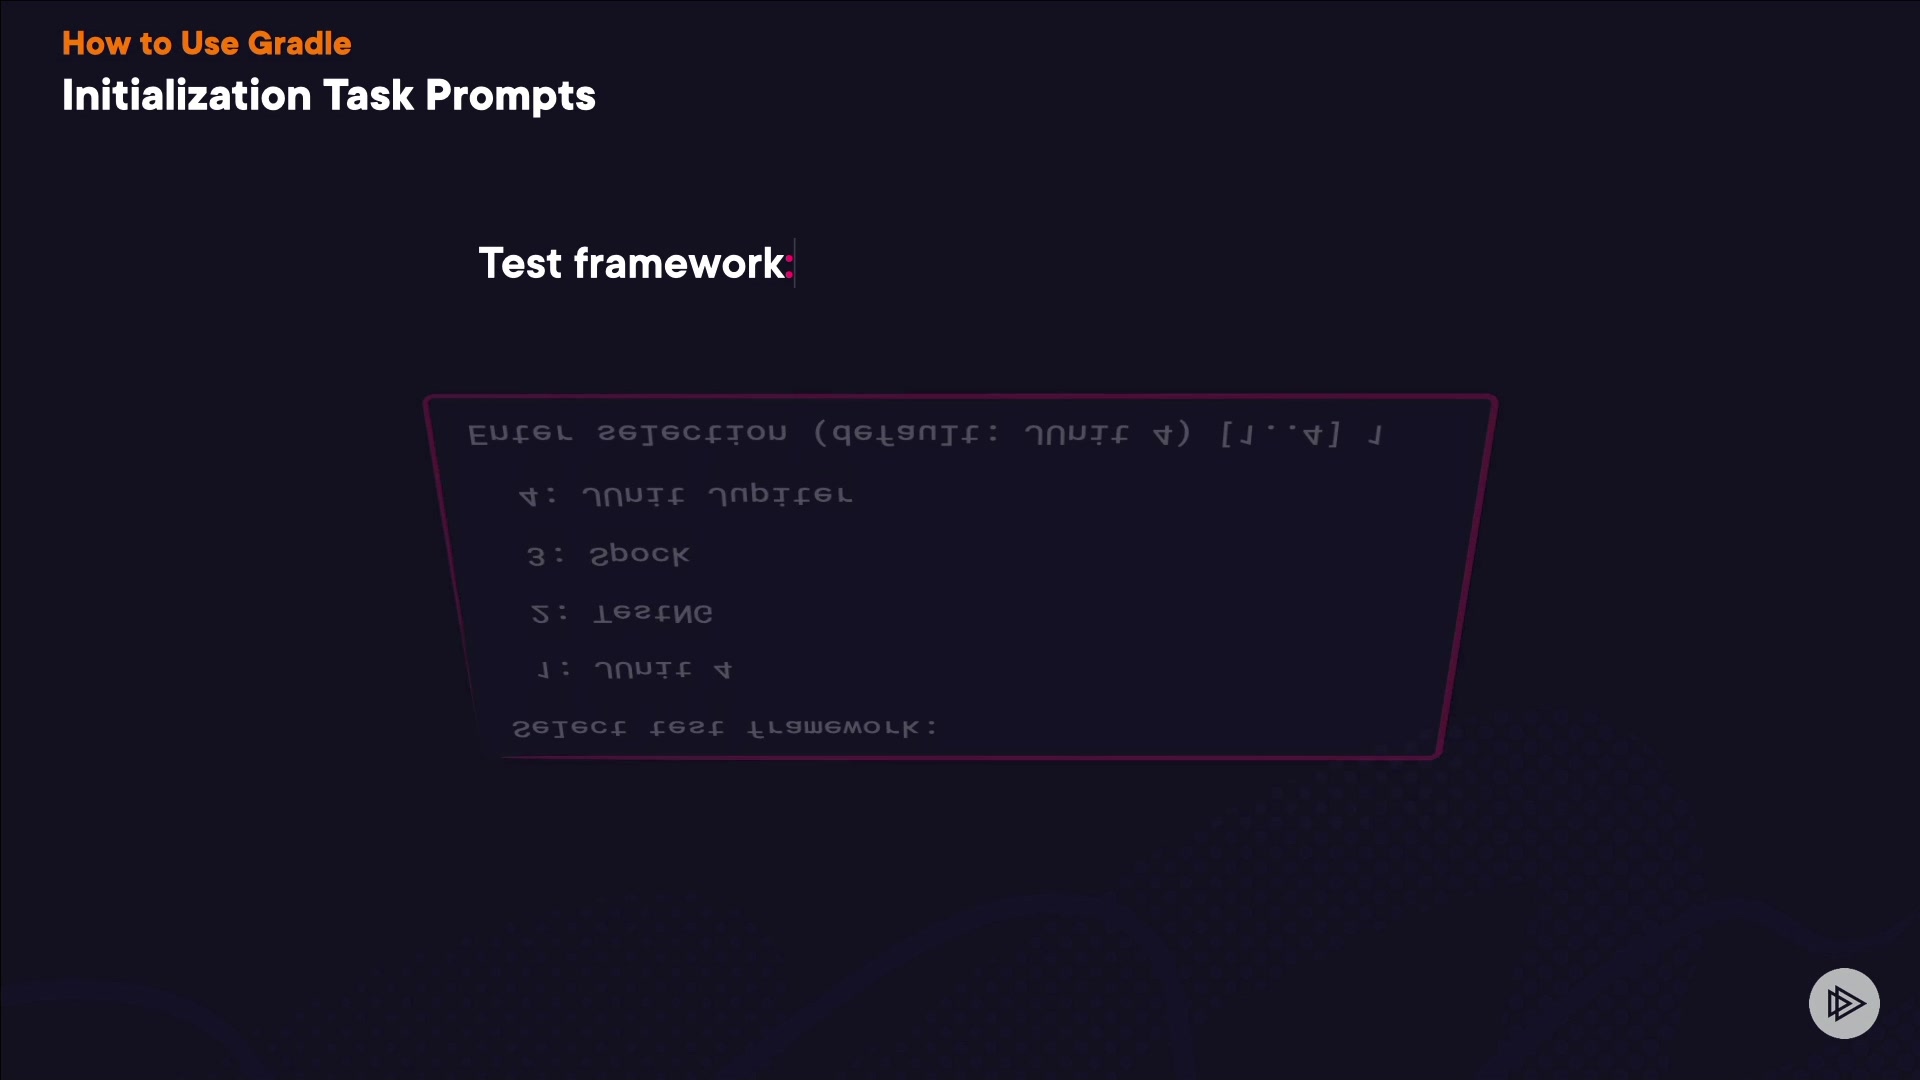 How to Use Gradle
Initialization Task Prompts
Test framework:
Select test framework:
1: JUnit 4
2: TestNG
3: Spock
4: JUnit Jupiter
Enter selection (default: JUnit 4) [1..4] 1